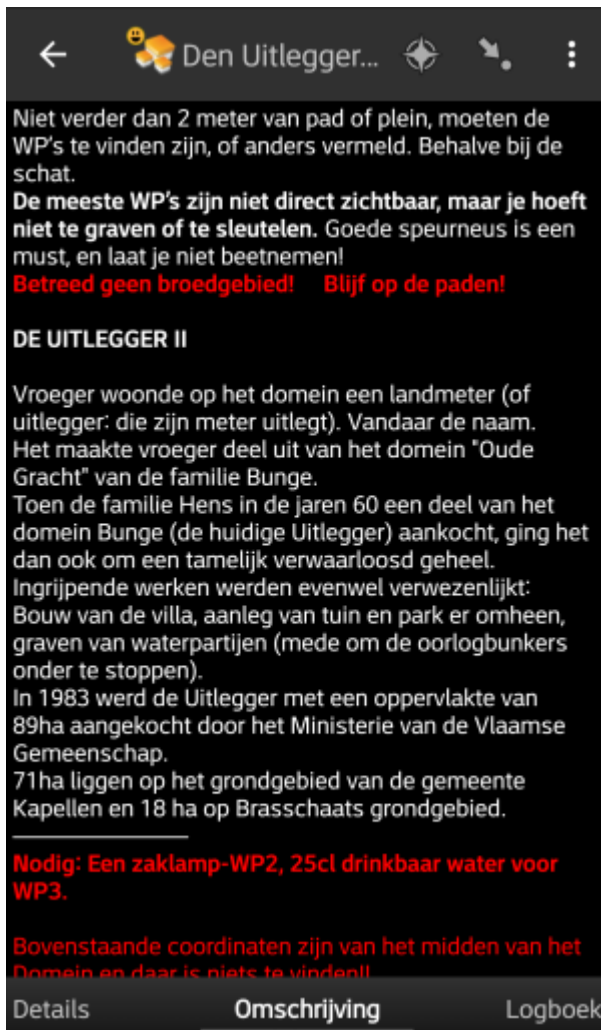 Den Uitlegger...
Niet verder dan 2 meter van pad of plein, moeten de
WP's te vinden zijn, of anders vermeld. Behalve bij de
schat.
De meeste WP's zijn niet direct zichtbaar, maar je hoeft
niet te graven of te sleutelen. Goede speurneus is een
must, en laat je niet beetnemen!
Betreed geen broedgebied! Blijf op de paden!
DE UITLEGGER II
Vroeger woonde op het domein een landmeter (of
uitlegger: die zijn meter uitlegt). Vandaar de naam.
Het maakte vroeger deel uit van het domein "Oude
Gracht" van de familie Bunge.
Toen de familie Hens in de jaren 60 een deel van het
domein Bunge (de huidige Uitlegger) aankocht, ging het
dan ook om een tamelijk verwaarloosd geheel.
Ingrijpende werken werden evenwel verwezenlijkt:
Bouw van de villa, aanleg van tuin en park er omheen,
graven van waterpartijen (mede om de oorlogbunkers
onder te stoppen).
In 1983 werd de Uitlegger met een oppervlakte van
89ha aangekocht door het Ministerie van de Vlaamse
Gemeenschap.
71ha liggen op het grondgebied van de gemeente
Kapellen en 18 ha op Brasschaats grondgebied.
Nodig: Een zaklamp-WP2, 25cl drinkbaar water voor
WP3.
Bovenstaande coordinaten zijn van het midden van het
Domein en daar is niets te vinden!!
Details Omschrijving Logboek